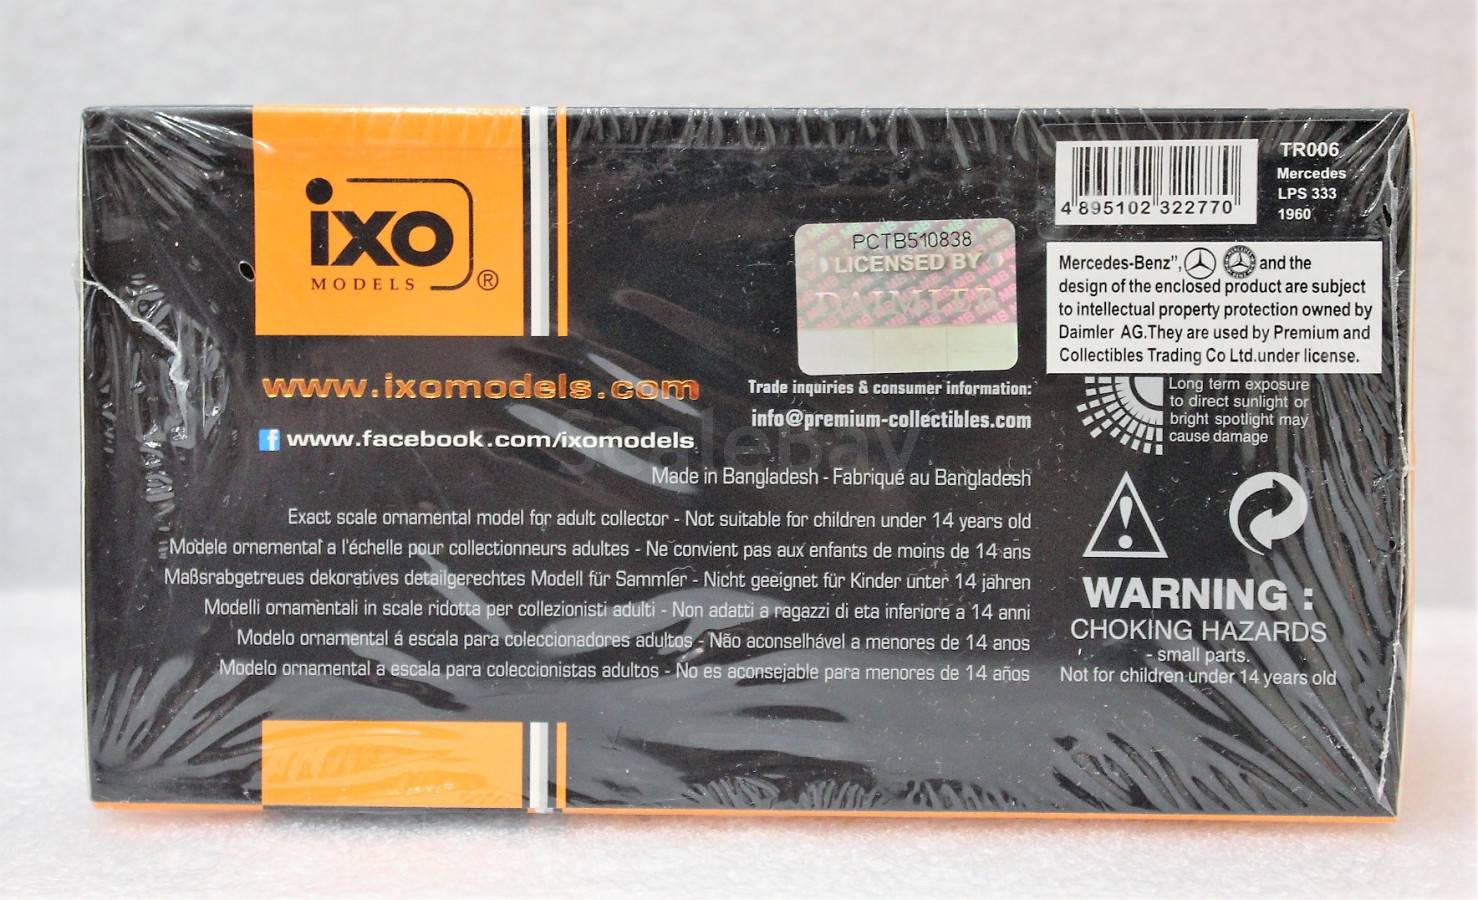 ixo
MODELS ®
www.ixomodels.com
f www.facebook.com/ixomodels
PCTB510838
LICENSED BY
DAIMLER
Trade inquiries & consumer information:
info@premium-collectibles.com
Made in Bangladesh - Fabriqué au Bangladesh
Exact scale ornamental model for adult collector - Not suitable for children under 14 years old
Modele ornemental a l'échelle pour collectionneurs adultes - Ne convient pas aux enfants de moins de 14 ans
Maßsrabgetreues dekoratives detailgerechtes Modell für Sammler - Nicht geeignet für Kinder unter 14 jähren
Modelli ornamentali in scale ridotta per collezionisti adulti - Non adatti a ragazzi di eta inferiore a 14 anni
Modelo ornamental á escala para coleccionadores adultos - Não aconselhável a menores de 14 anos
Modelo ornamental a escala para coleccionistas adultos - No es aconsejable para menores de 14 años
4 895102 322770
TR006
Mercedes
LPS 333
1960
Mercedes-Benz", and the
design of the enclosed product are subject
to intellectual property protection owned by
Daimler AG.They are used by Premium and
Collectibles Trading Co Ltd.under license.
Long term exposure
to direct sunlight or
bright spotlight may
cause damage
WARNING :
CHOKING HAZARDS
- small parts.
Not for children under 14 years old
ScaleBay